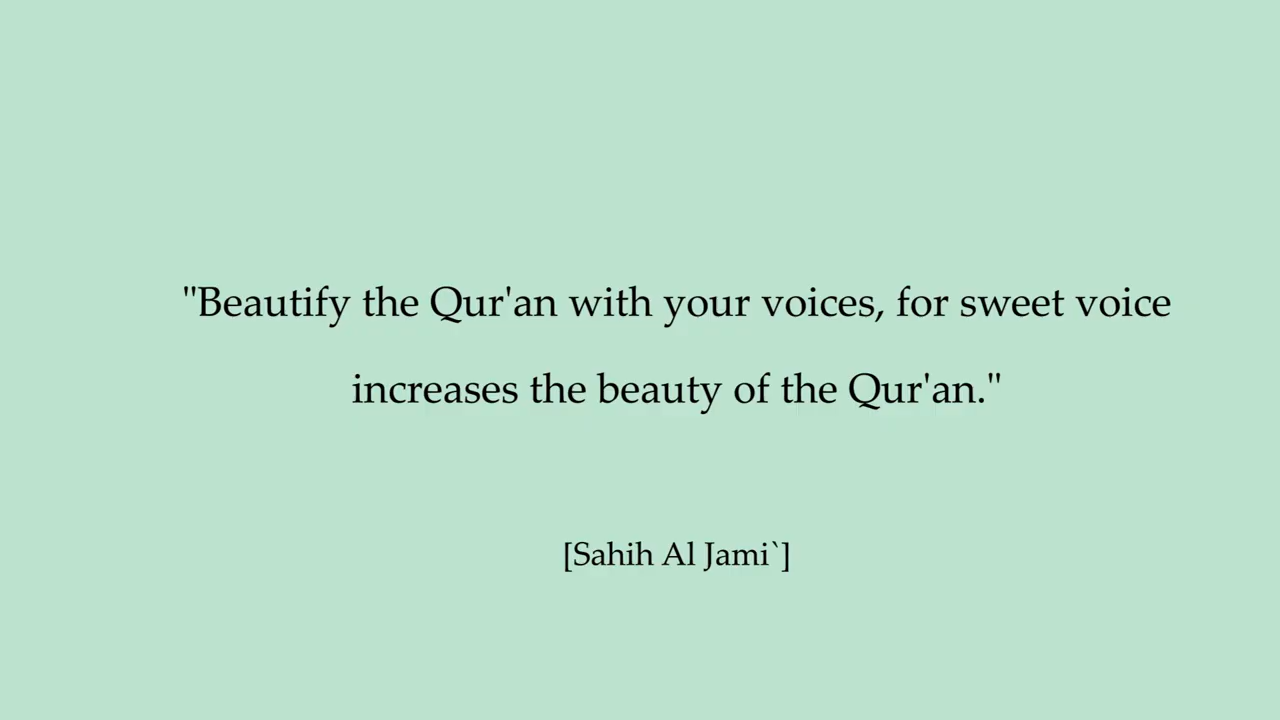 "Beautify the Qur'an with your voices, for sweet voice
increases the beauty of the Qur'an."
[Sahih Al Jami`]